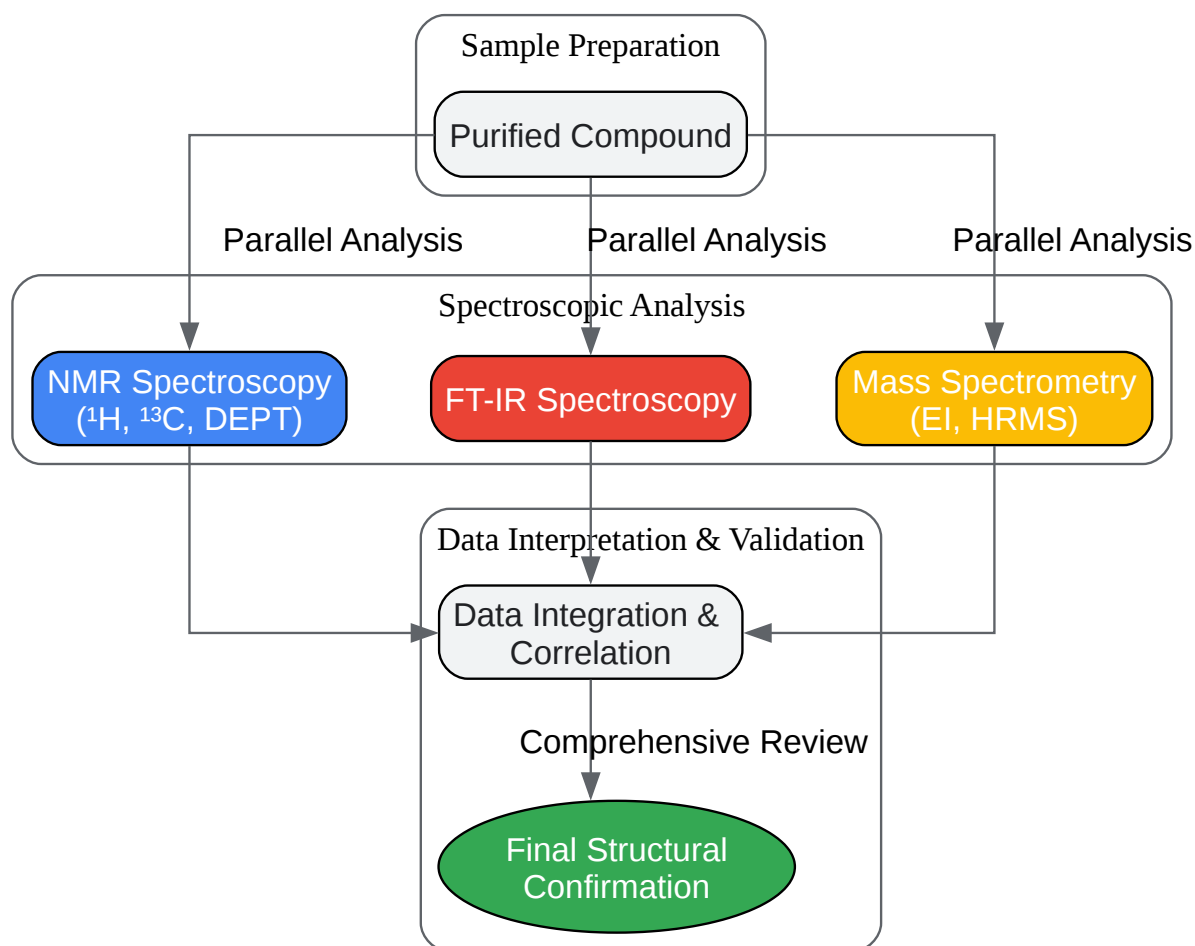 Sample Preparation
Purified Compound
Parallel Analysis
Parallel Analysis
Parallel Analysis
Spectroscopic Analysis
NMR Spectroscopy
(¹H, ¹³C, DEPT)
FT-IR Spectroscopy
Mass Spectrometry
(EI, HRMS)
Data Interpretation & Validation
Data Integration &
Correlation
Comprehensive Review
Final Structural
Confirmation